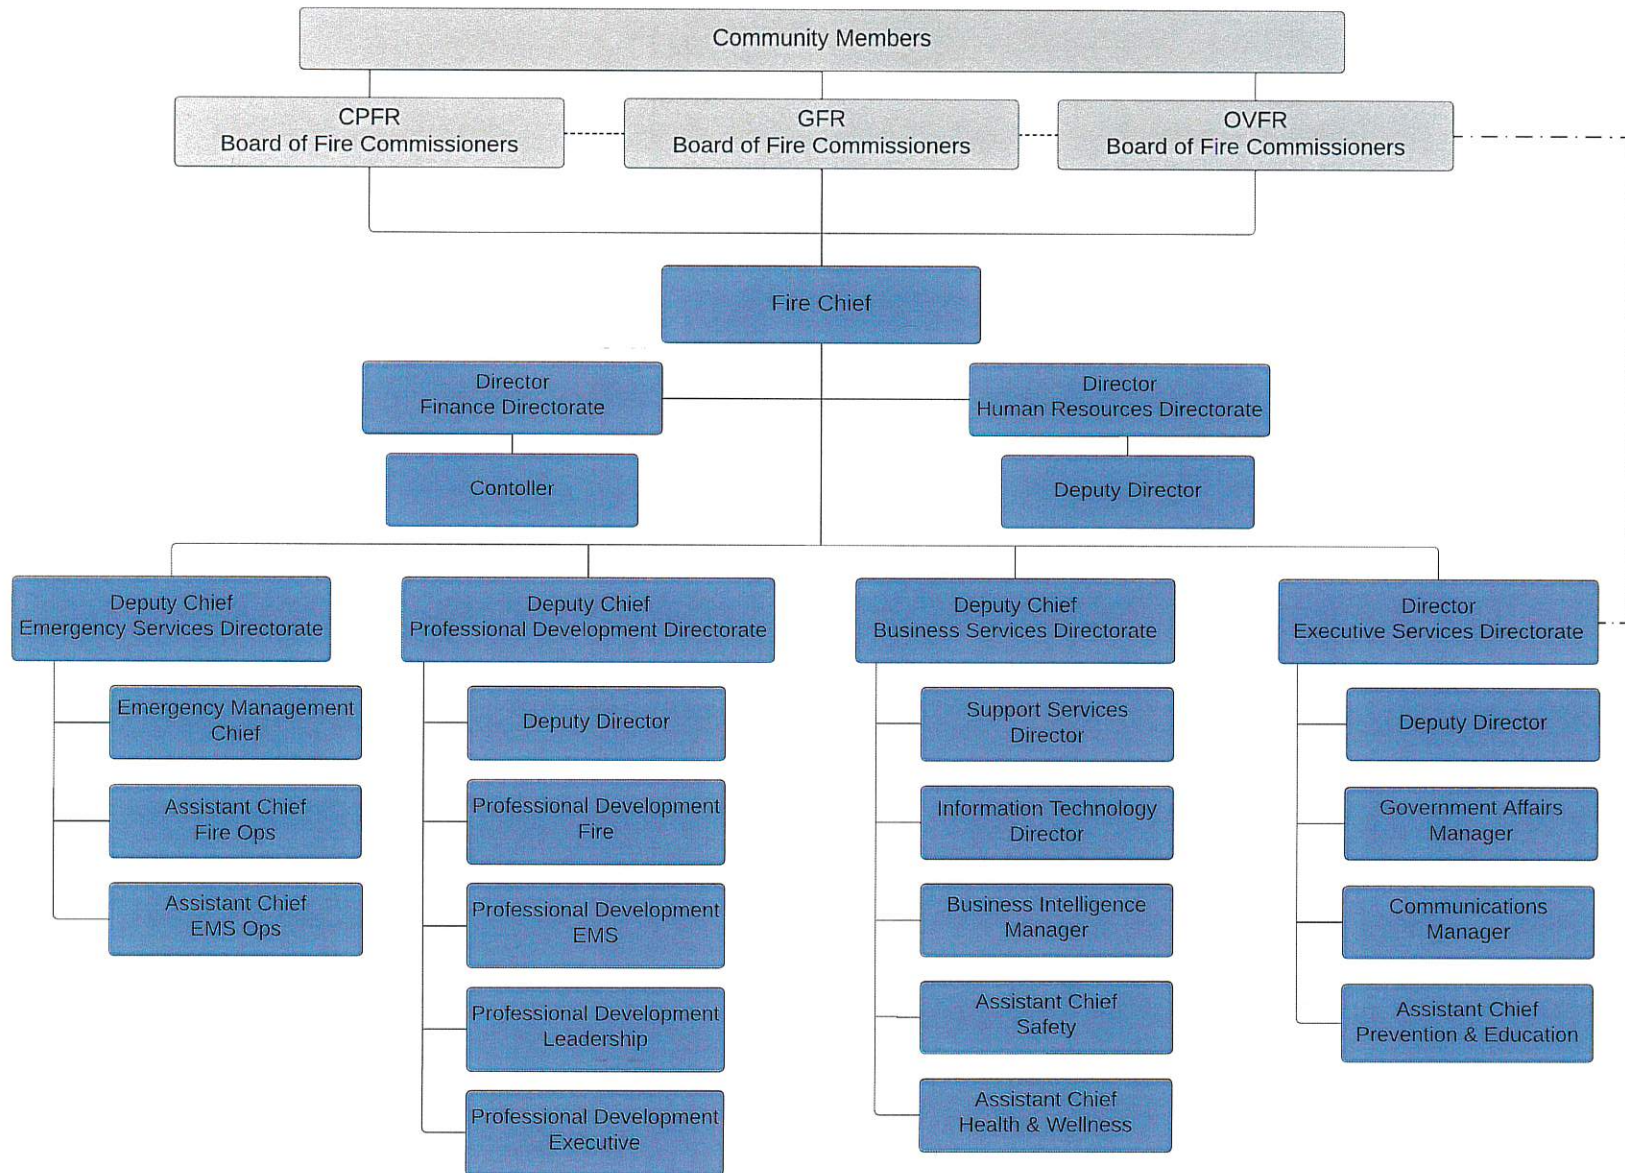 Community Members
CPFR
Board of Fire Commissioners
GFR
Board of Fire Commissioners
OVFR
Board of Fire Commissioners
Fire Chief
Director
Finance Directorate
Director
Human Resources Directorate
Contoller
Deputy Director
Deputy Chief
Emergency Services Directorate
Emergency Management
Chief
Assistant Chief
Fire Ops
Assistant Chief
EMS Ops
Deputy Chief
Professional Development Directorate
Deputy Director
Professional Development
Fire
Professional Development
EMS
Professional Development
Leadership
Professional Development
Executive
Deputy Chief
Business Services Directorate
Support Services
Director
Information Technology
Director
Business Intelligence
Manager
Assistant Chief
Safety
Assistant Chief
Health & Wellness
Director
Executive Services Directorate
Deputy Director
Government Affairs
Manager
Communications
Manager
Assistant Chief
Prevention & Education